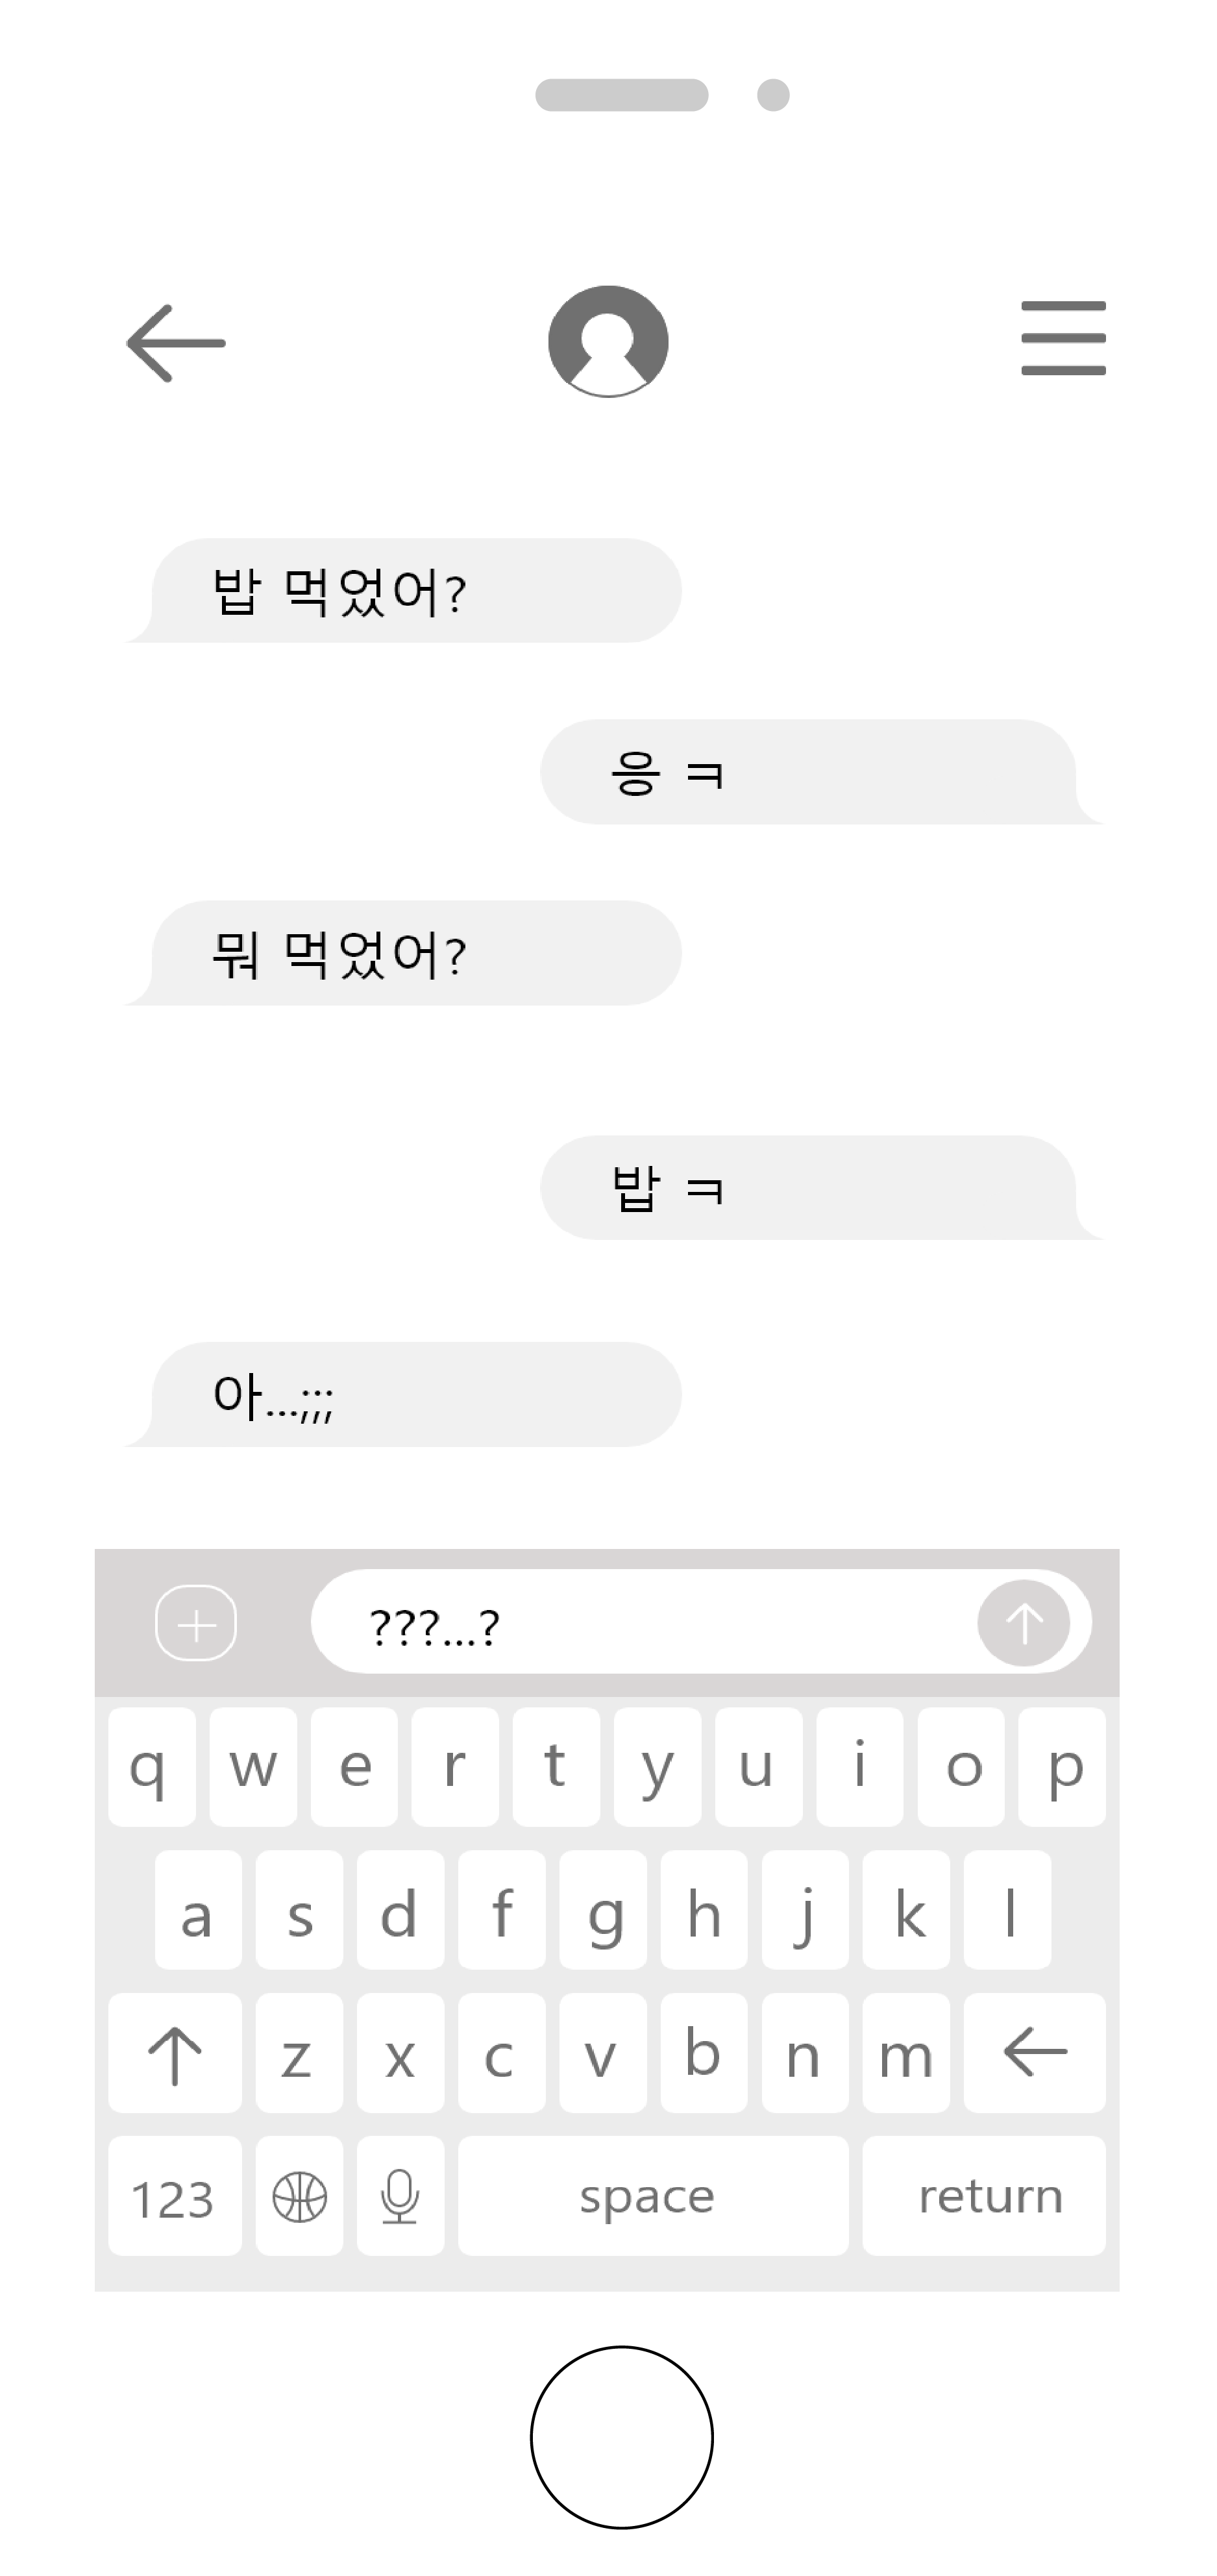 밥 먹었어?
응 ㅋ
뭐 먹었어?
밥 ㅋ
아...;;;
???...?
q w e r t y u i o p
a s d f g h j k l
z x c v b n m
123 space return